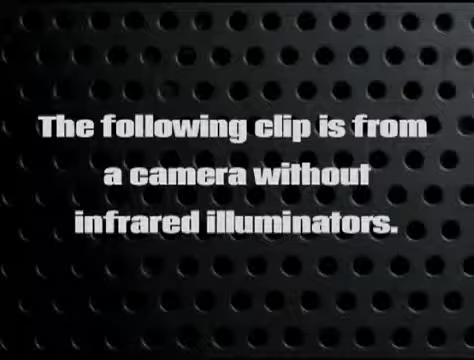 The following clip is from
a camera without
infrared illuminators.